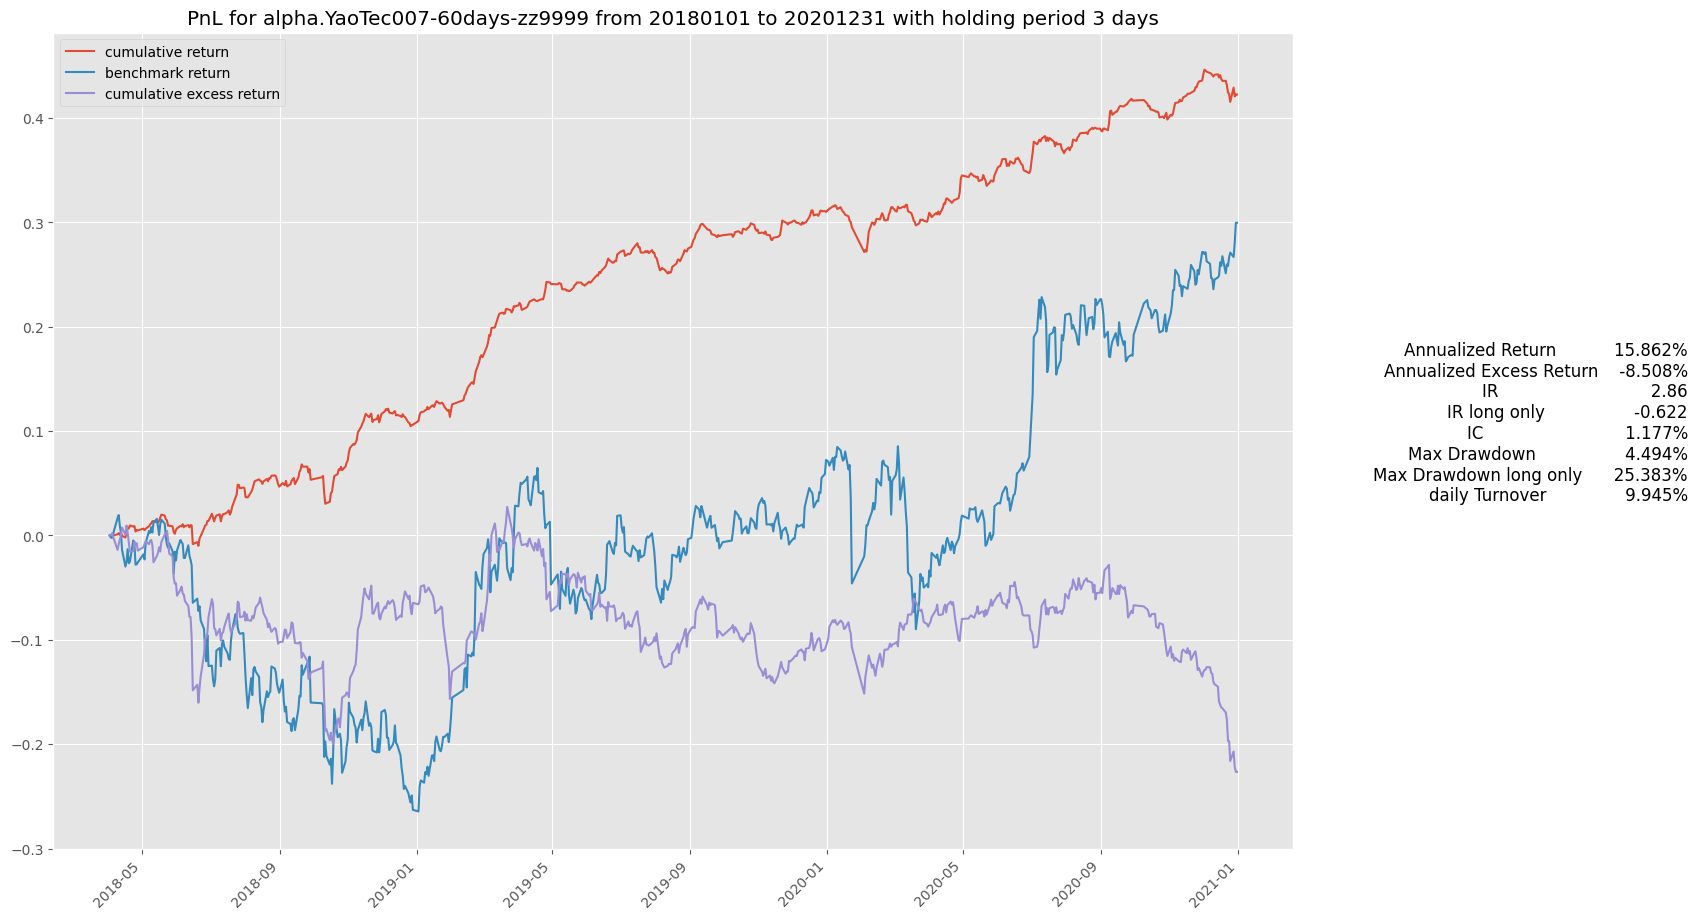 PnL for alpha.YaoTec007-60days-zz9999 from 20180101 to 20201231 with holding period 3 days
cumulative return
benchmark return
cumulative excess return
0.4
0.3
0.2
0.1
0.0
−0.1
−0.2
−0.3
2018-05
2018-09
2019-01
2019-05
2019-09
2020-01
2020-05
2020-09
2021-01
Annualized Return 15.862%
Annualized Excess Return -8.508%
IR 2.86
IR long only -0.622
IC 1.177%
Max Drawdown 4.494%
Max Drawdown long only 25.383%
daily Turnover 9.945%